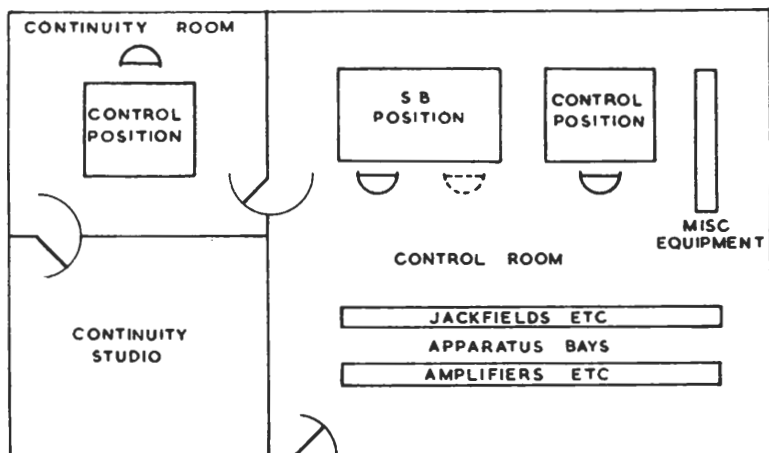 CONTINUITY ROOM
CONTROL
POSITION
S B
POSITION
CONTROL
POSITION
MISC
EQUIPMENT
CONTROL ROOM
CONTINUITY
STUDIO
JACKFIELDS ETC
APPARATUS BAYS
AMPLIFIERS ETC